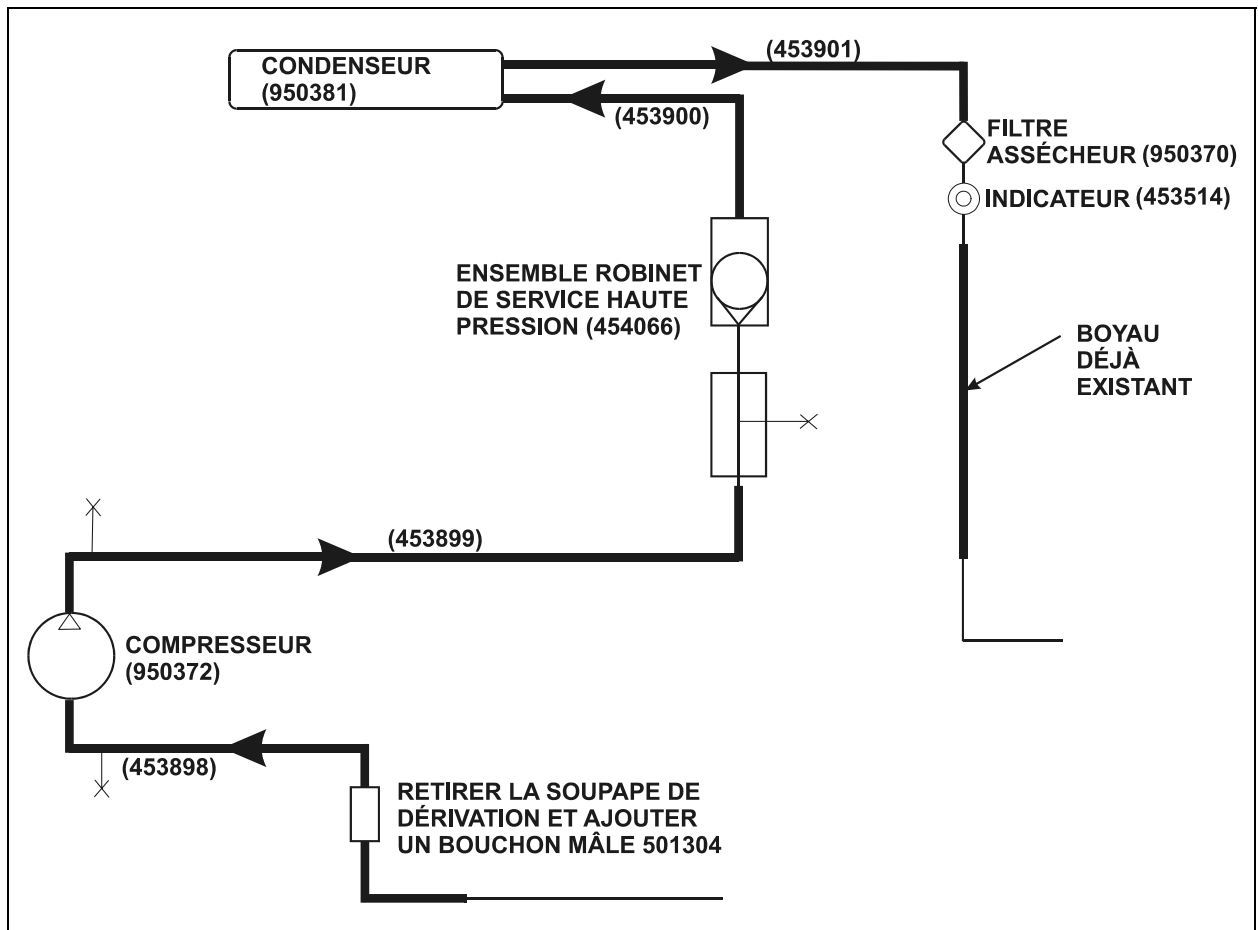 CONDENSEUR
(950381)
(453901)
(453900)
FILTRE
ASSÉCHEUR (950370)
INDICATEUR (453514)
ENSEMBLE ROBINET
DE SERVICE HAUTE
PRESSION (454066)
BOYAU
DÉJÀ
EXISTANT
(453899)
COMPRESSEUR
(950372)
(453898)
RETIRER LA SOUPAPE DE
DÉRIVATION ET AJOUTER
UN BOUCHON MÂLE 501304